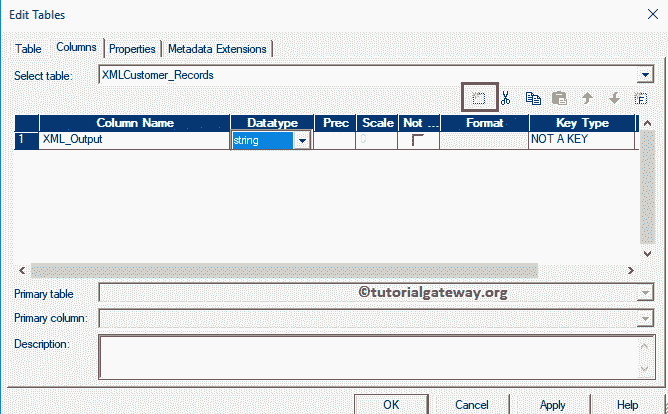 Edit Tables
Table Columns Properties Metadata Extensions
Select table: XMLCustomer_Records
Column Name Datatype Prec Scale Not ... Format Key Type
1 XML_Output string 0 NOT A KEY
Primary table
©tutorialgateway.org
Primary column:
Description:
OK Cancel Apply Help